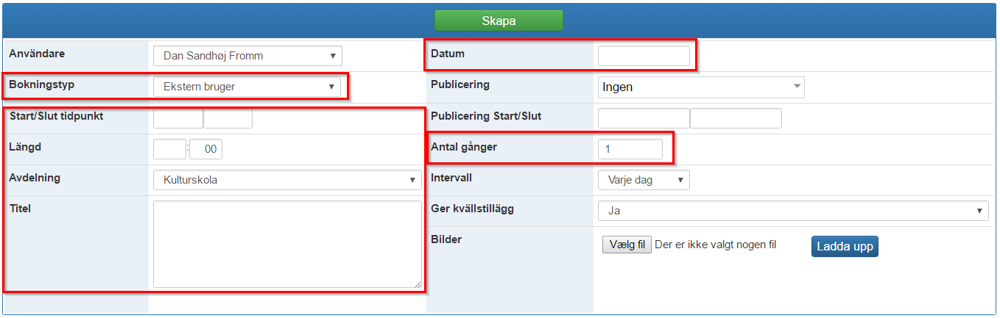 Skapa
Användare Dan Sandhøj Fromm Datum
Bokningstyp Ekstern bruger Publicering Ingen
Start/Slut tidpunkt Publicering Start/Slut
Längd : 00 Antal gånger 1
Avdelning Kulturskola Intervall Varje dag
Titel Ger kvällstillägg Ja
Bilder Vælg fil Der er ikke valgt nogen fil Ladda upp